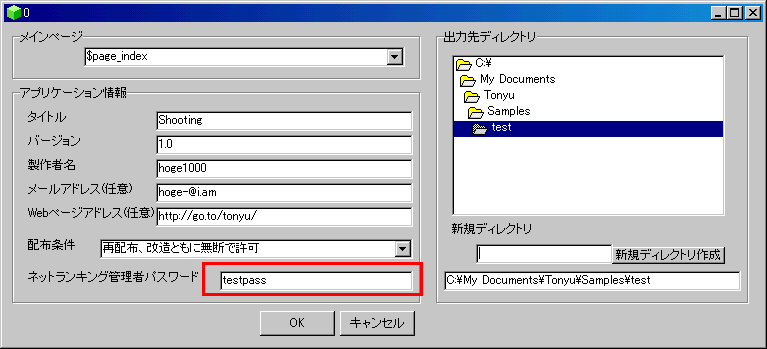 0
メインページ
$page_index
アプリケーション情報
タイトル
Shooting
バージョン
1.0
製作者名
hoge1000
メールアドレス(任意)
hoge-@i.am
Webページアドレス(任意)
http://go.to/tonyu/
配布条件
再配布、改造ともに無断で許可
ネットランキング管理者パスワード
testpass
出力先ディレクトリ
C:¥
My Documents
Tonyu
Samples
test
新規ディレクトリ
新規ディレクトリ作成
C:¥My Documents¥Tonyu¥Samples¥test
OK
キャンセル